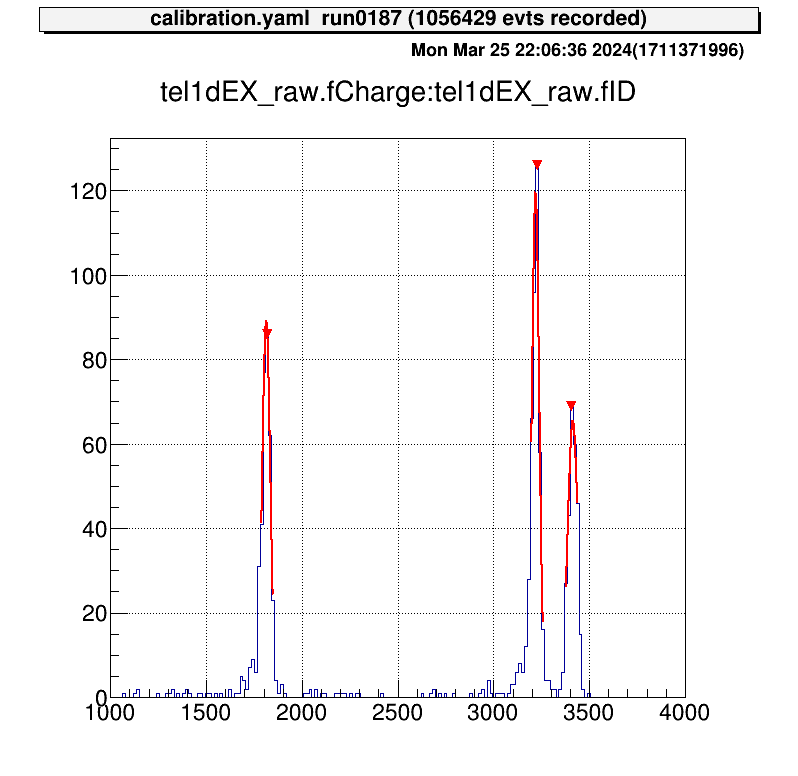 calibration.yaml run0187 (1056429 evts recorded)
Mon Mar 25 22:06:36 2024(1711371996)
tel1dEX_raw.fCharge:tel1dEX_raw.fID
120
100
80
60
40
20
0
1000 1500 2000 2500 3000 3500 4000